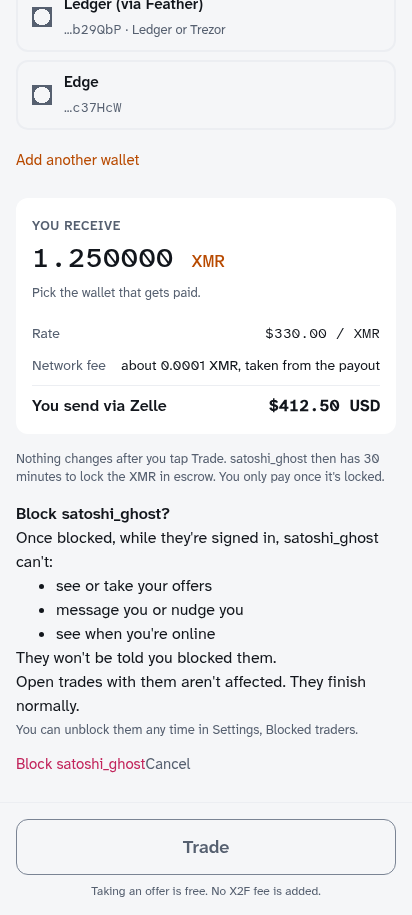 Ledger (via Feather)
…b29QbP · Ledger or Trezor
Edge
…c37HcW
Add another wallet
YOU RECEIVE
1.250000 XMR
Pick the wallet that gets paid.
Rate $330.00 / XMR
Network fee about 0.0001 XMR, taken from the payout
You send via Zelle $412.50 USD
Nothing changes after you tap Trade. satoshi_ghost then has 30
minutes to lock the XMR in escrow. You only pay once it's locked.
Block satoshi_ghost?
Once blocked, while they're signed in, satoshi_ghost
can't:
• see or take your offers
• message you or nudge you
• see when you're online
They won't be told you blocked them.
Open trades with them aren't affected. They finish
normally.
You can unblock them any time in Settings, Blocked traders.
Block satoshi_ghostCancel
Trade
Taking an offer is free. No X2F fee is added.